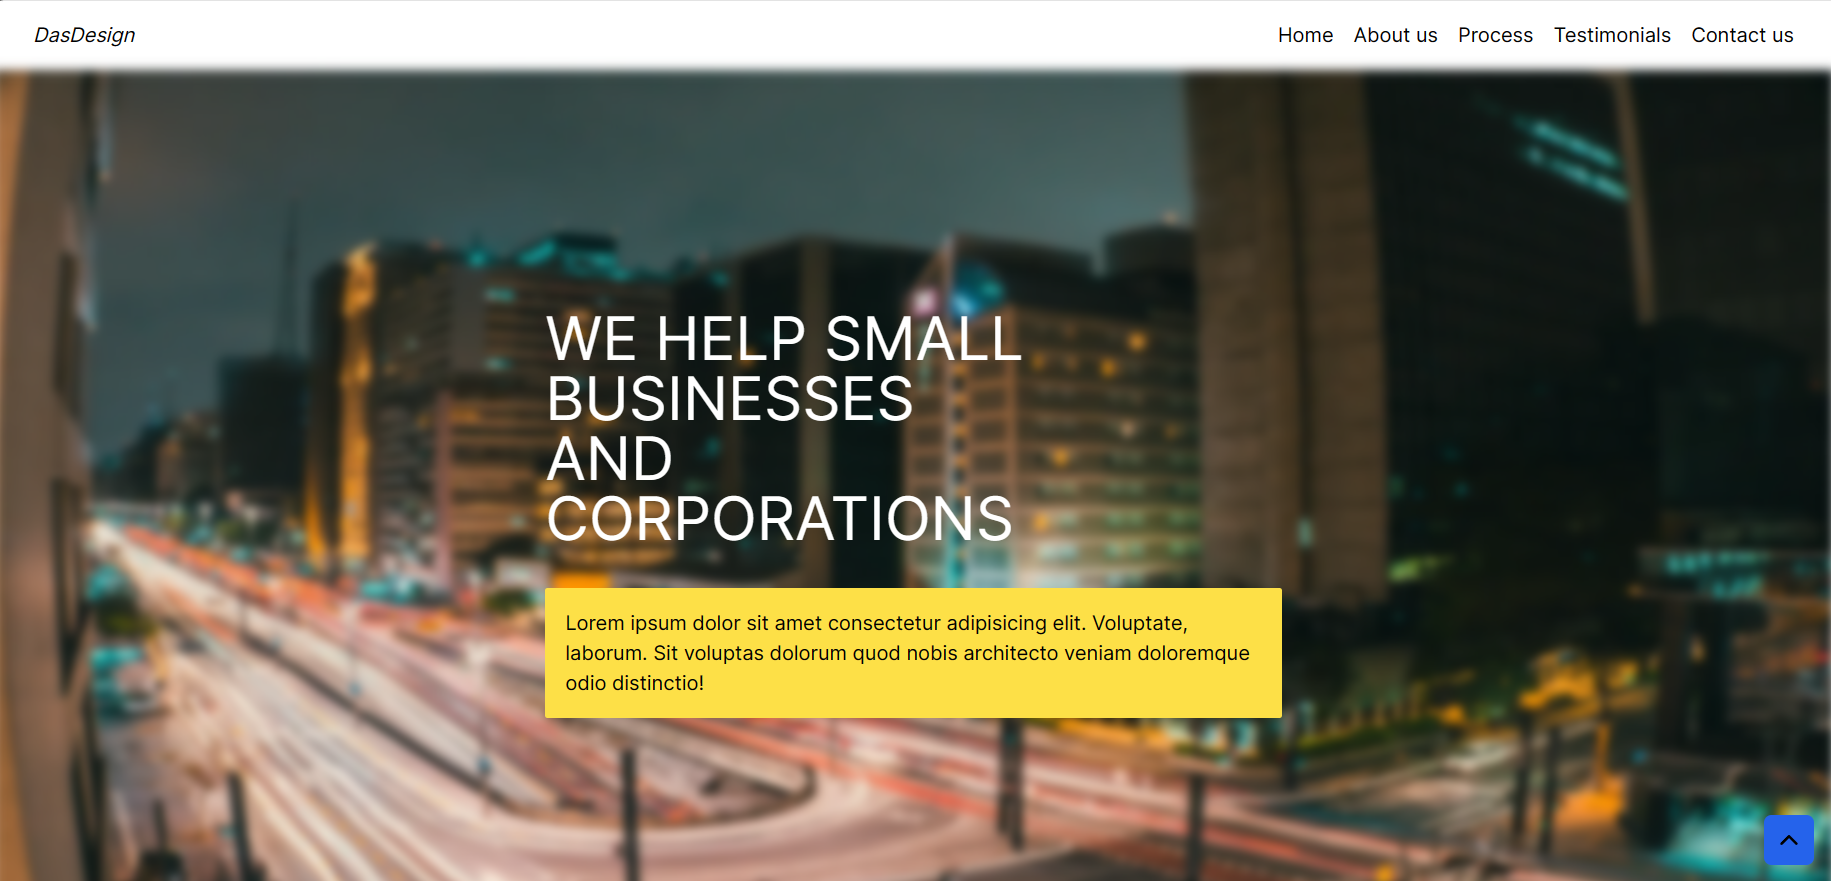 DasDesign
Home About us Process Testimonials Contact us
WE HELP SMALL
BUSINESSES
AND
CORPORATIONS
Lorem ipsum dolor sit amet consectetur adipisicing elit. Voluptate,
laborum. Sit voluptas dolorum quod nobis architecto veniam doloremque
odio distinctio!